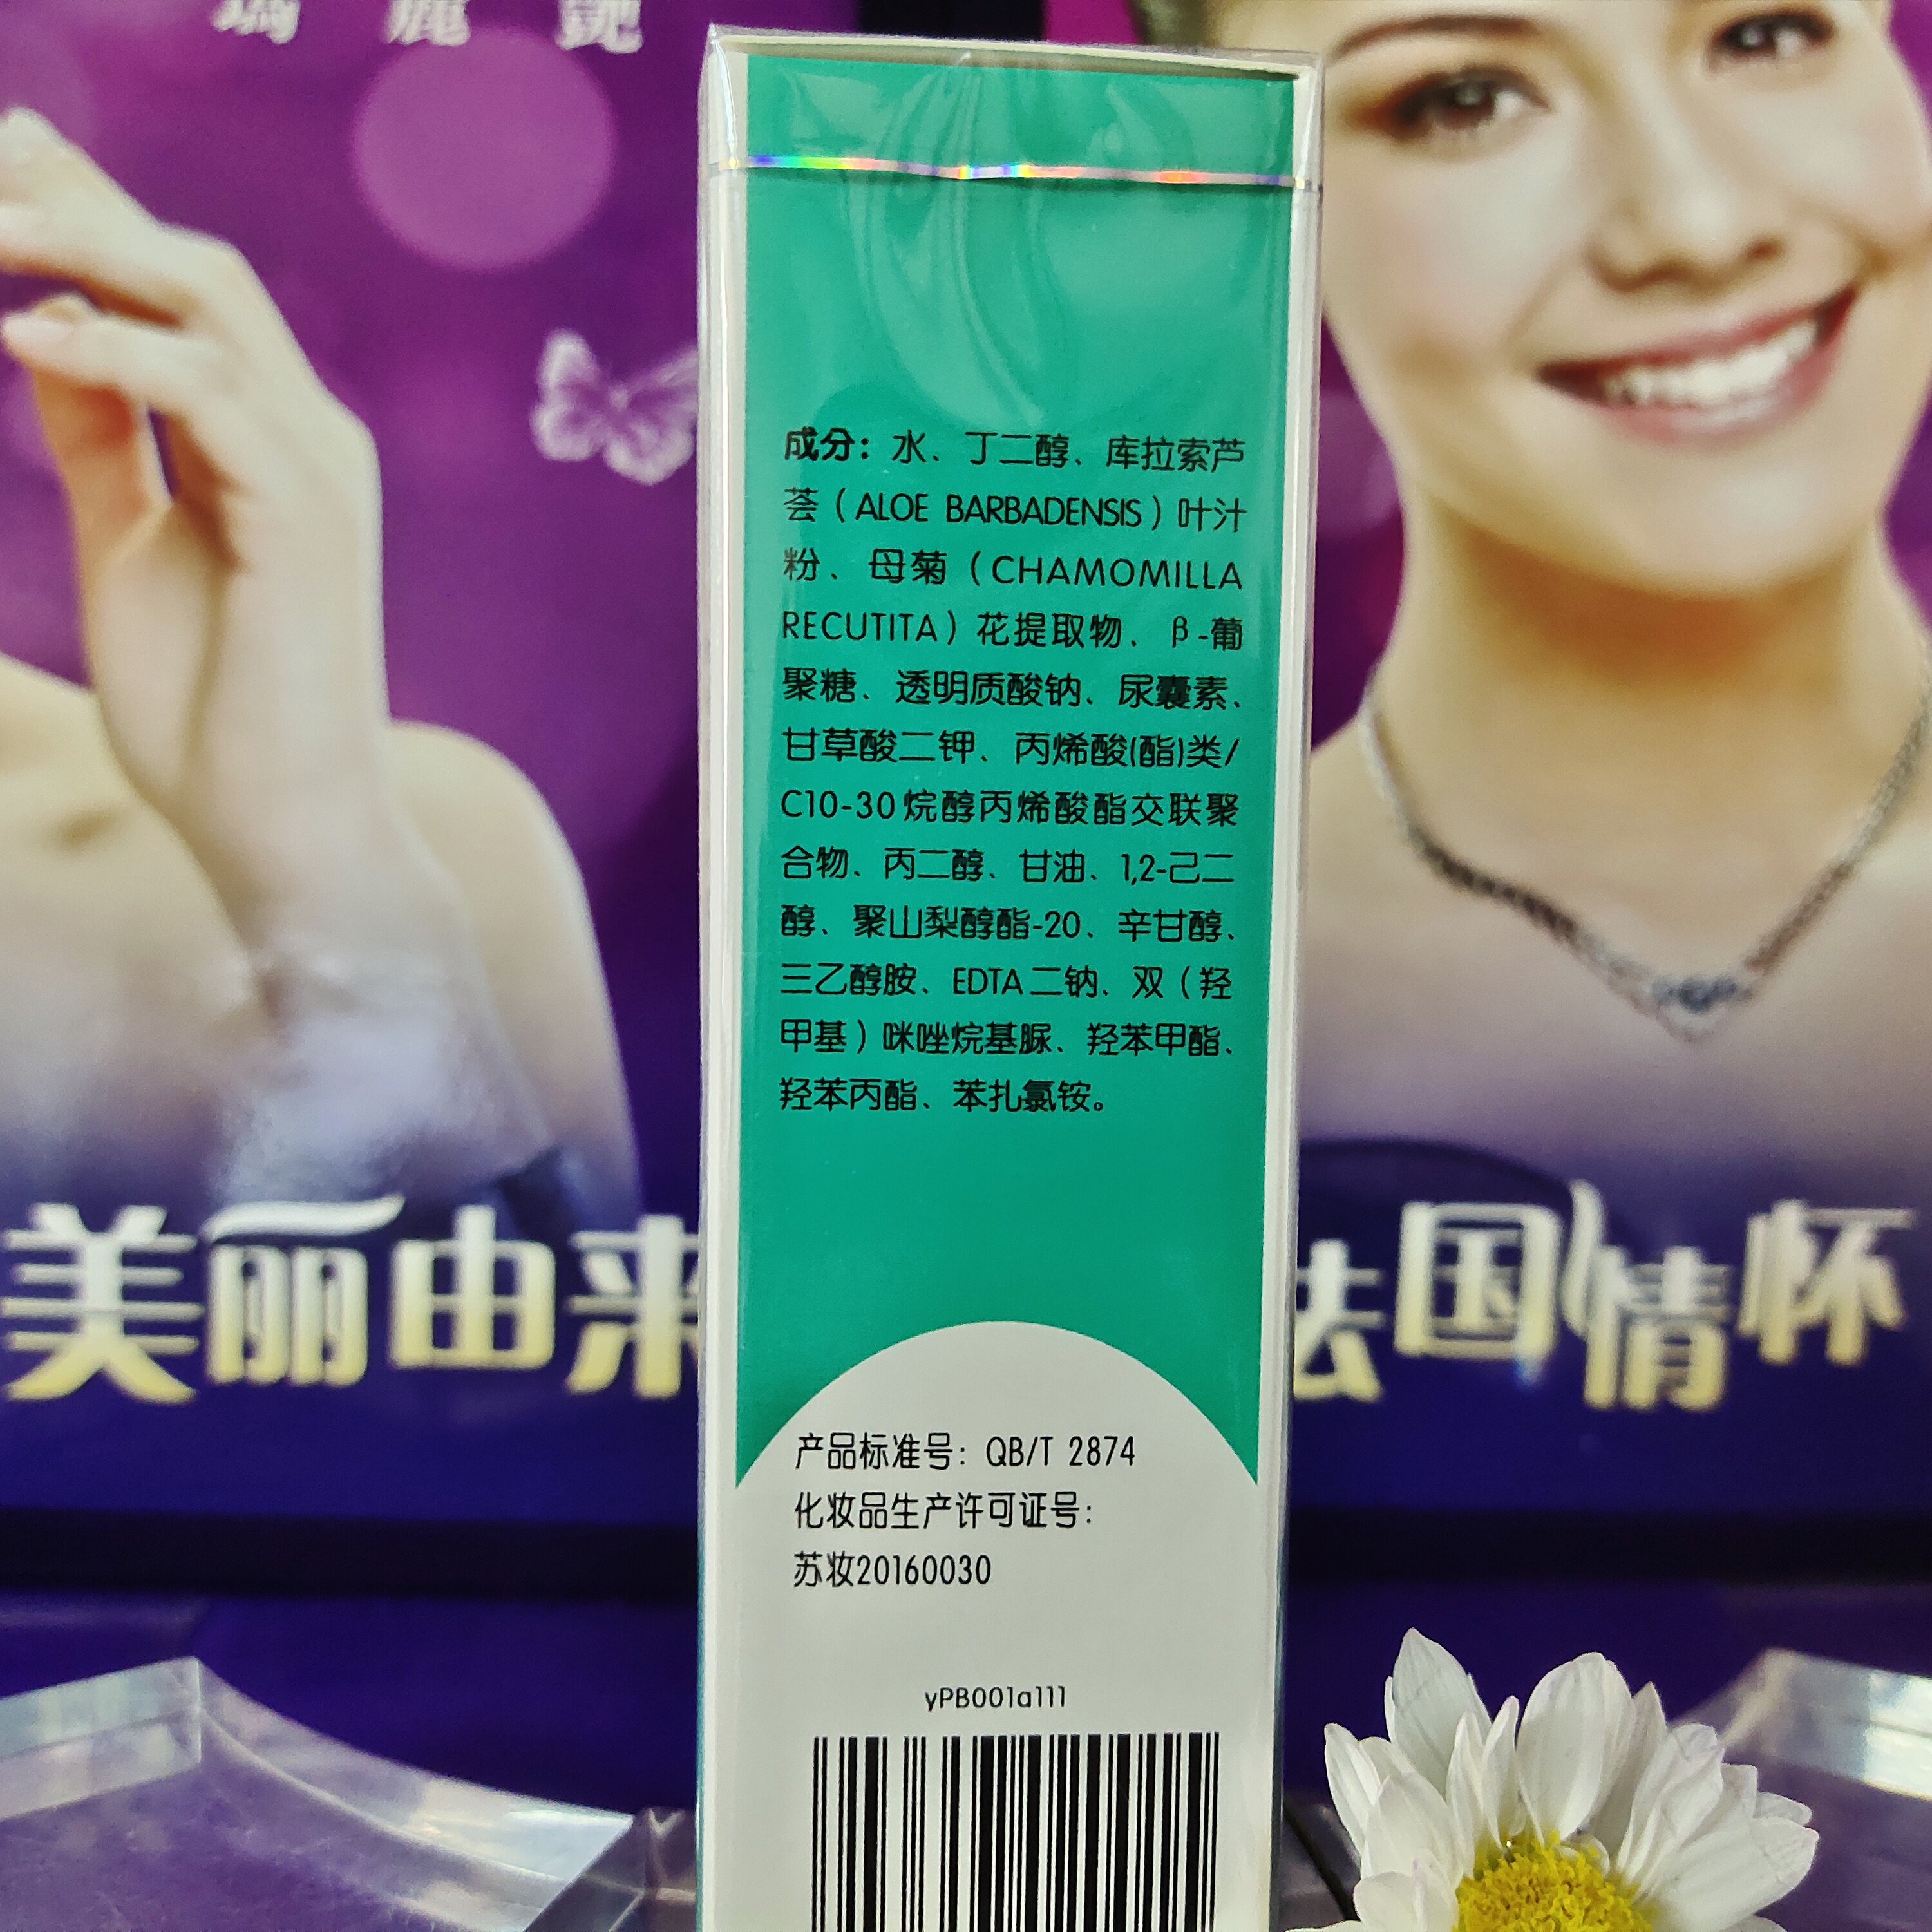 瑪麗艷
成分：水、丁二醇、库拉索芦
荟（ALOE BARBADENSIS）叶汁
粉、母菊（CHAMOMILLA
RECUTITA）花提取物、β-葡
聚糖、透明质酸钠、尿囊素、
甘草酸二钾、丙烯酸(酯)类/
C10-30烷醇丙烯酸酯交联聚
合物、丙二醇、甘油、1,2-己二
醇、聚山梨醇酯-20、辛甘醇、
三乙醇胺、EDTA二钠、双（羟
甲基）咪唑烷基脲、羟苯甲酯、
羟苯丙酯、苯扎氯铵。
美丽由来
法国情怀
产品标准号：QB/T 2874
化妆品生产许可证号：
苏妆20160030
yPB001a111